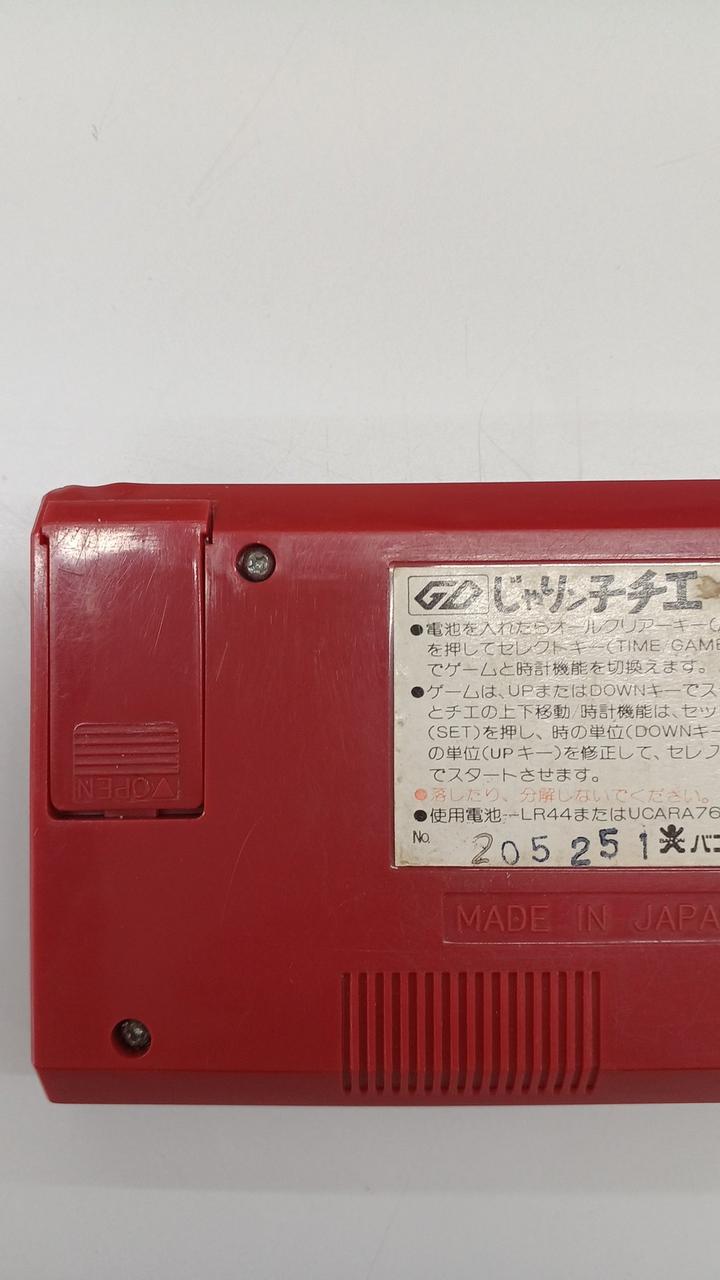 GD じゃりン子チエ
●電池を入れたらオールクリアーキー(
を押してセレクトキー(TIME/GAME
でゲームと時計機能を切換えます。
●ゲームは、UPまたはDOWNキーでス
とチエの上下移動/時計機能は、セッ
(SET)を押し、時の単位(DOWNキー
の単位(UPキー)を修正して、セレク
でスタートさせます。
●落したり、分解しないでください。
●使用電池--LR44またはUCARA76
No. 205251 バン
MADE IN JAPA
OPEN